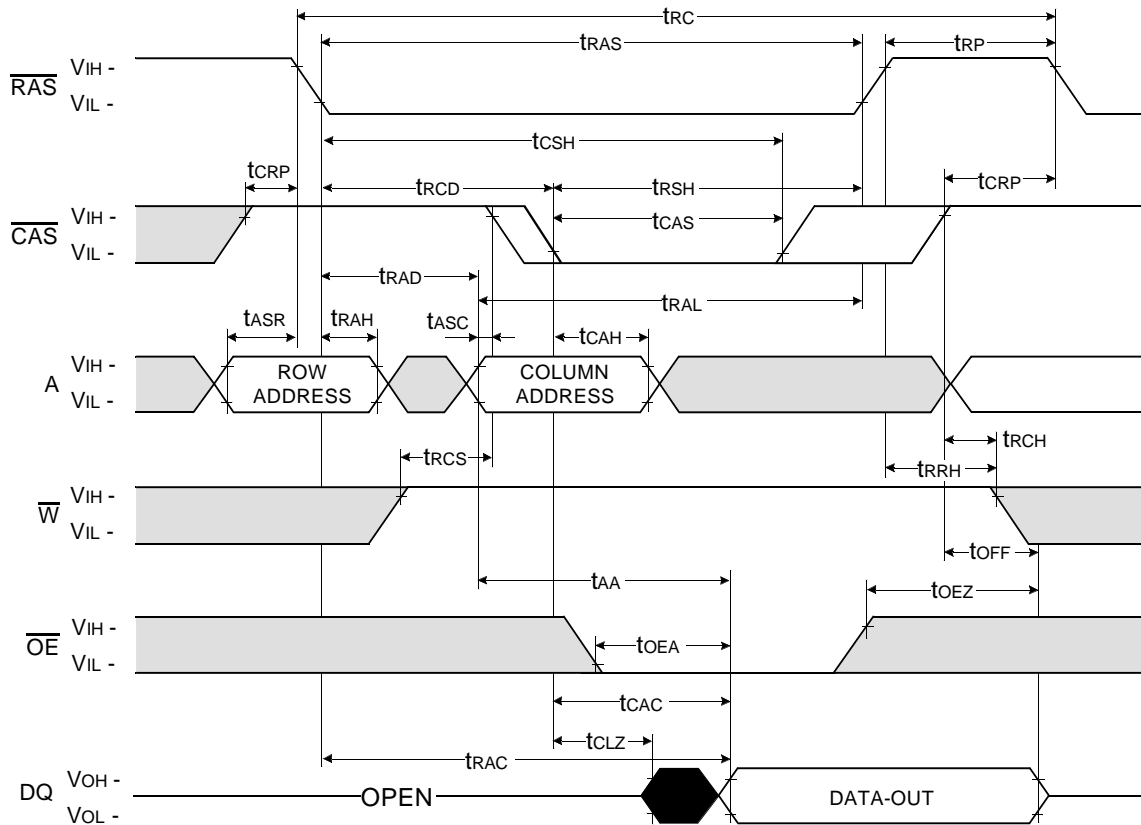 tRC
tRAS
tRP
RAS
VIH -
VIL -
tCSH
tCRP
tRCD
tRSH
tCRP
CAS
VIH -
VIL -
tCAS
tRAD
tRAL
tASR
tRAH
tASC
tCAH
A
VIH -
VIL -
ROW
ADDRESS
COLUMN
ADDRESS
tRCS
tRCH
tRRH
W
VIH -
VIL -
tOFF
tAA
tOEZ
OE
VIH -
VIL -
tOEA
tCAC
tCLZ
tRAC
DQ
VOH -
VOL -
OPEN
DATA-OUT